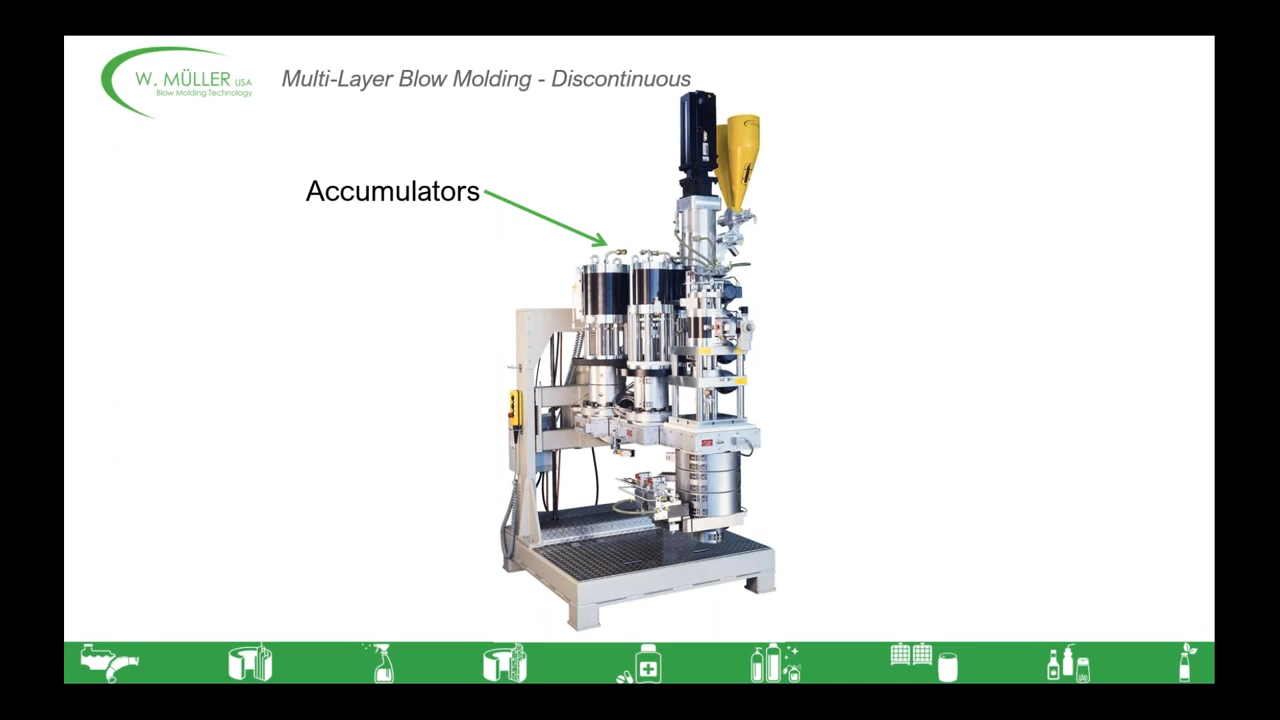 W. MÜLLER USA
Blow Molding Technology
Multi-Layer Blow Molding - Discontinuous
Accumulators